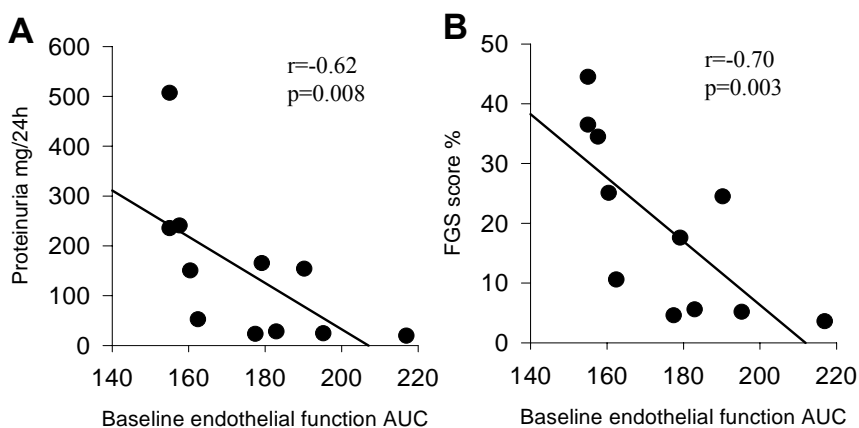 A
600
500
400
300
200
100
0
Proteinuria mg/24h
r=-0.62
p=0.008
140 160 180 200 220
Baseline endothelial function AUC
B
50
40
30
20
10
0
FGS score %
r=-0.70
p=0.003
140 160 180 200 220
Baseline endothelial function AUC